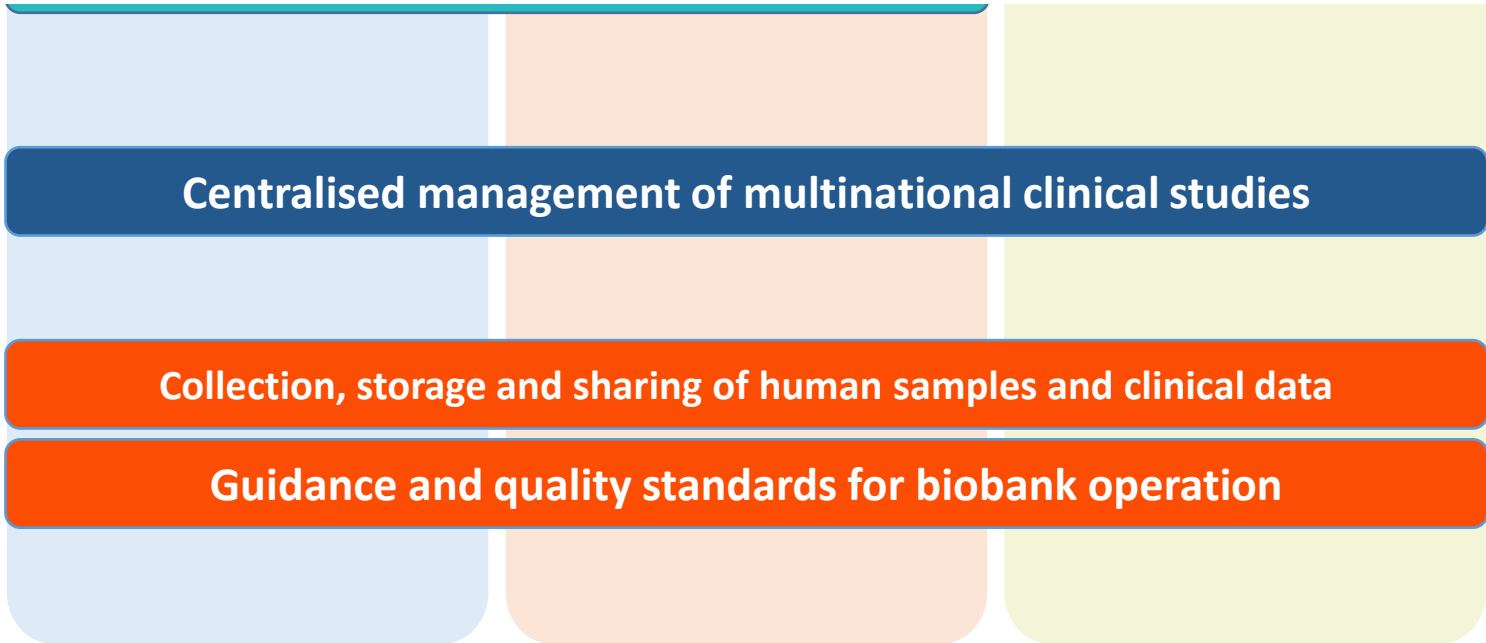 Centralised management of multinational clinical studies
Collection, storage and sharing of human samples and clinical data
Guidance and quality standards for biobank operation